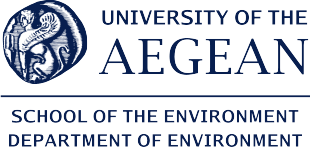 UNIVERSITY OF THE
AEGEAN
SCHOOL OF THE ENVIRONMENT
DEPARTMENT OF ENVIRONMENT